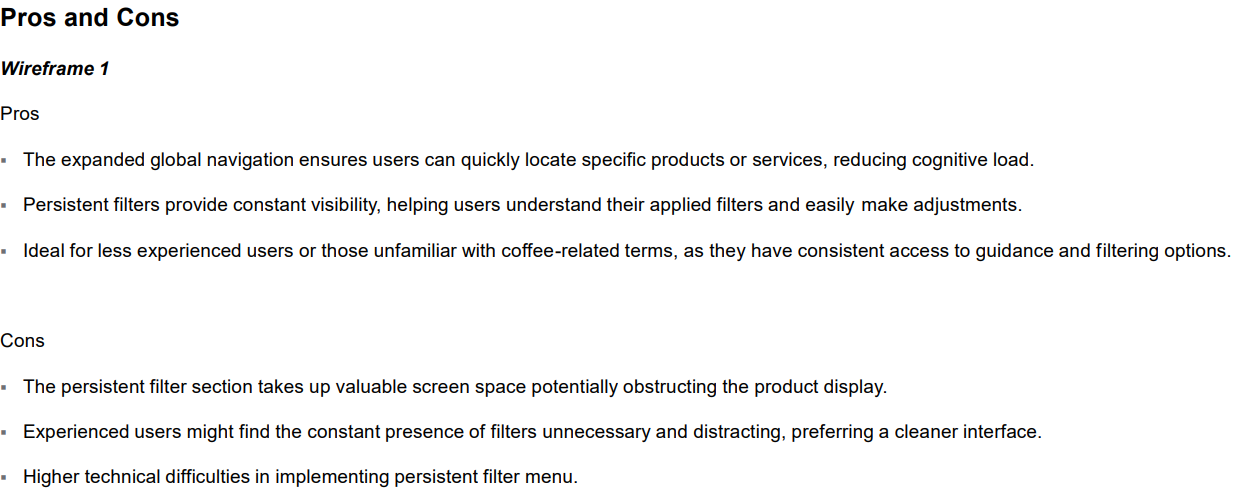 Pros and Cons
Wireframe 1
Pros
▪ The expanded global navigation ensures users can quickly locate specific products or services, reducing cognitive load.
▪ Persistent filters provide constant visibility, helping users understand their applied filters and easily make adjustments.
▪ Ideal for less experienced users or those unfamiliar with coffee-related terms, as they have consistent access to guidance and filtering options.
Cons
▪ The persistent filter section takes up valuable screen space potentially obstructing the product display.
▪ Experienced users might find the constant presence of filters unnecessary and distracting, preferring a cleaner interface.
▪ Higher technical difficulties in implementing persistent filter menu.